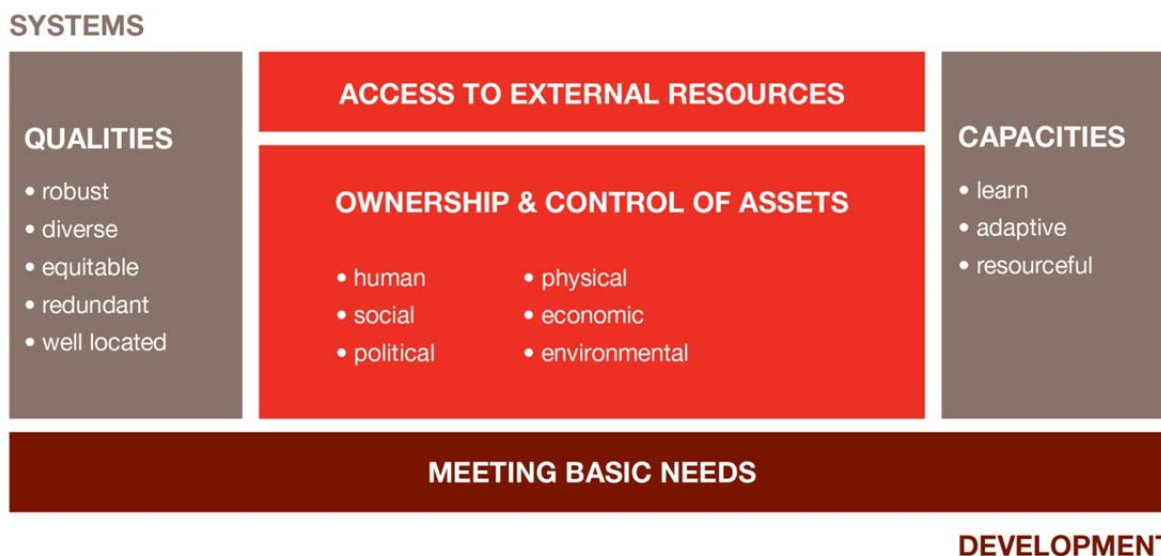 SYSTEMS
QUALITIES
• robust
• diverse
• equitable
• redundant
• well located
ACCESS TO EXTERNAL RESOURCES
OWNERSHIP & CONTROL OF ASSETS
• human
• social
• political
• physical
• economic
• environmental
CAPACITIES
• learn
• adaptive
• resourceful
MEETING BASIC NEEDS
DEVELOPMENT